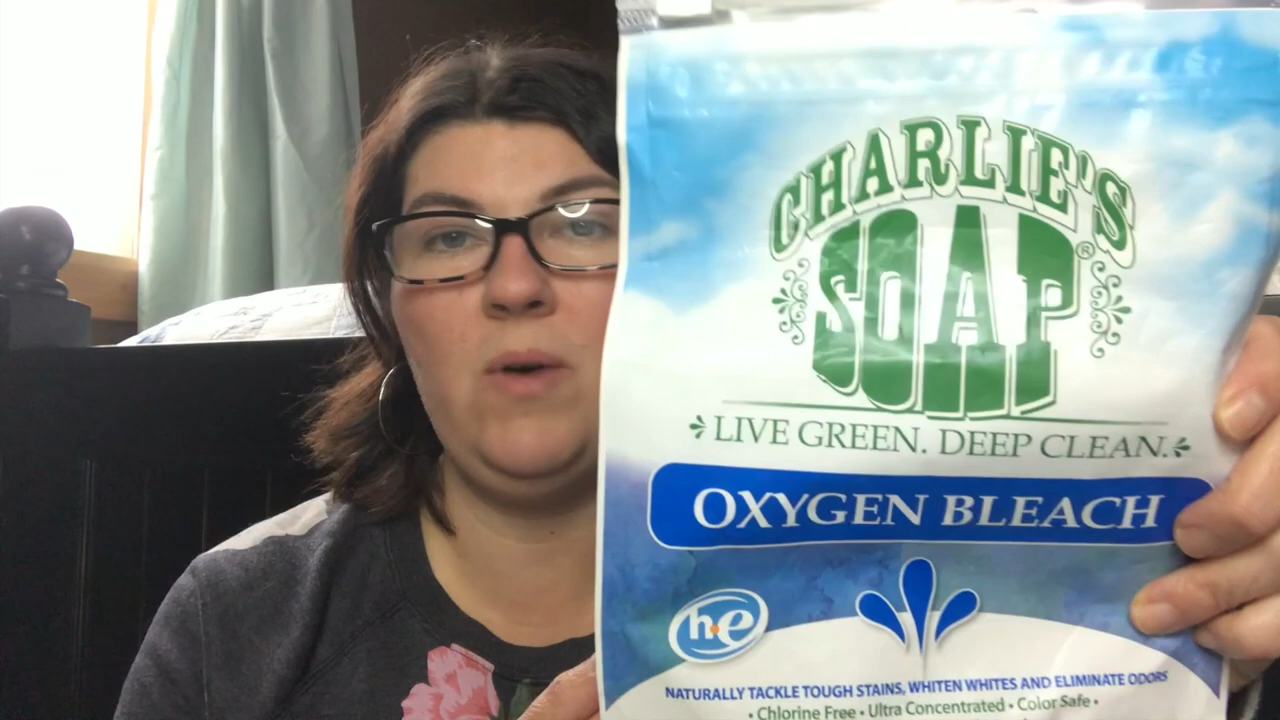 CHARLIE'S
SOAP®
LIVE GREEN. DEEP CLEAN.
OXYGEN BLEACH
he
NATURALLY TACKLE TOUGH STAINS, WHITEN WHITES AND ELIMINATE ODORS
• Chlorine Free • Ultra Concentrated • Color Safe •